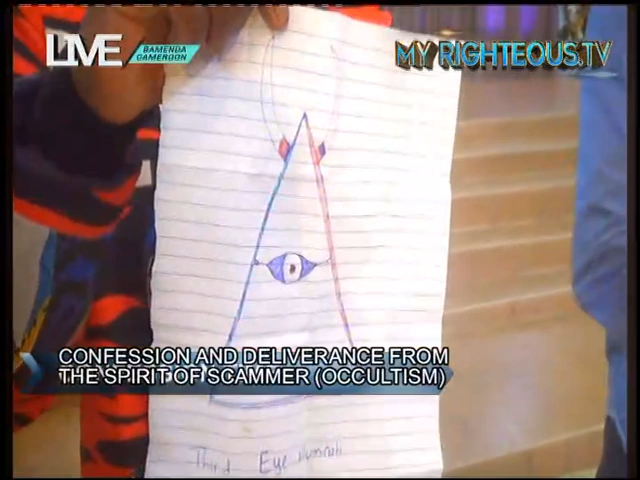 LIVE
BAMENDA
CAMEROON
MY RIGHTEOUS.TV
CONFESSION AND DELIVERANCE FROM
THE SPIRIT OF SCAMMER (OCCULTISM)
Third Eye